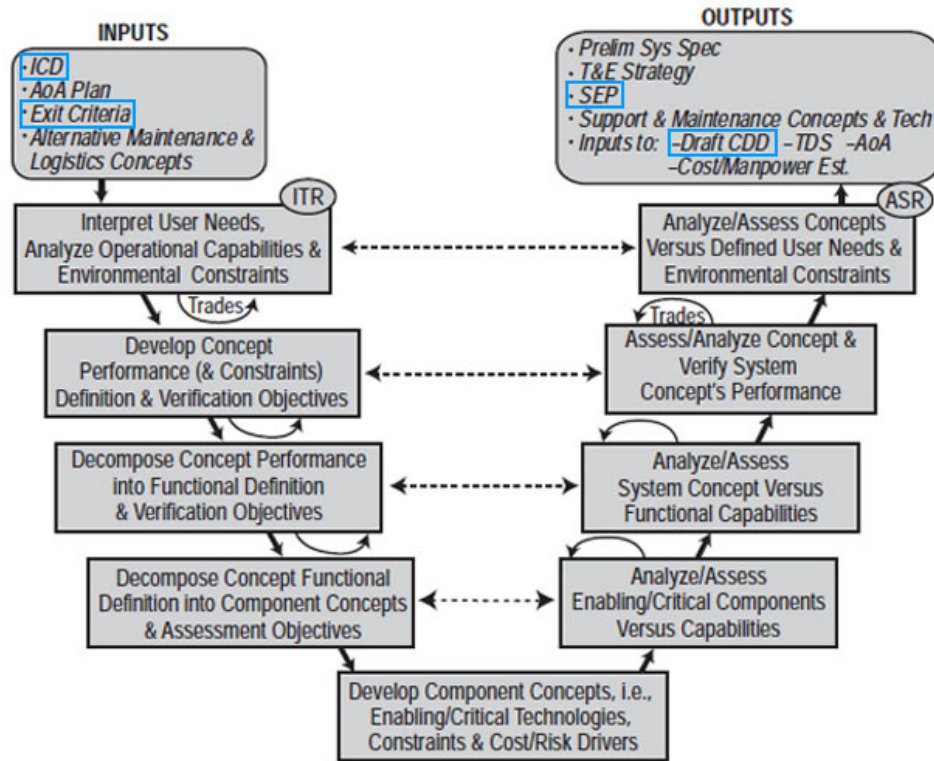 INPUTS
· ICD
· AoA Plan
· Exit Criteria
· Alternative Maintenance &
Logistics Concepts
OUTPUTS
· Prelim Sys Spec
· T&E Strategy
· SEP
· Support & Maintenance Concepts & Tech
· Inputs to: –Draft CDD –TDS –AoA
–Cost/Manpower Est.
ITR
Interpret User Needs,
Analyze Operational Capabilities &
Environmental Constraints
Trades
ASR
Analyze/Assess Concepts
Versus Defined User Needs &
Environmental Constraints
Develop Concept
Performance (& Constraints)
Definition & Verification Objectives
Trades
Assess/Analyze Concept &
Verify System
Concept's Performance
Decompose Concept Performance
into Functional Definition
& Verification Objectives
Analyze/Assess
System Concept Versus
Functional Capabilities
Decompose Concept Functional
Definition into Component Concepts
& Assessment Objectives
Analyze/Assess
Enabling/Critical Components
Versus Capabilities
Develop Component Concepts, i.e.,
Enabling/Critical Technologies,
Constraints & Cost/Risk Drivers